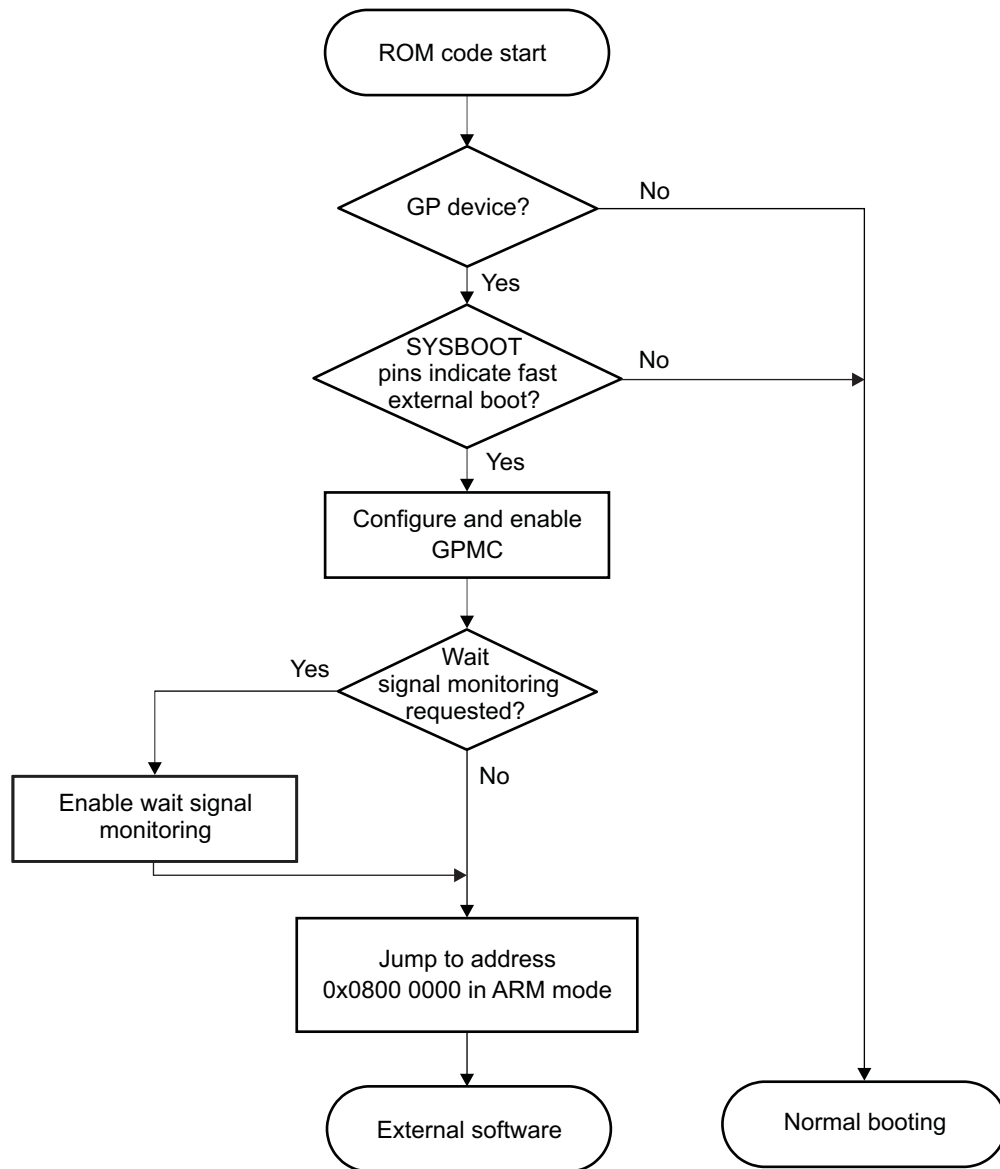 ROM code start
GP device?
No
Yes
SYSBOOT
pins indicate fast
external boot?
No
Yes
Configure and enable
GPMC
Wait
signal monitoring
requested?
Yes
No
Enable wait signal
monitoring
Jump to address
0x0800 0000 in ARM mode
External software
Normal booting